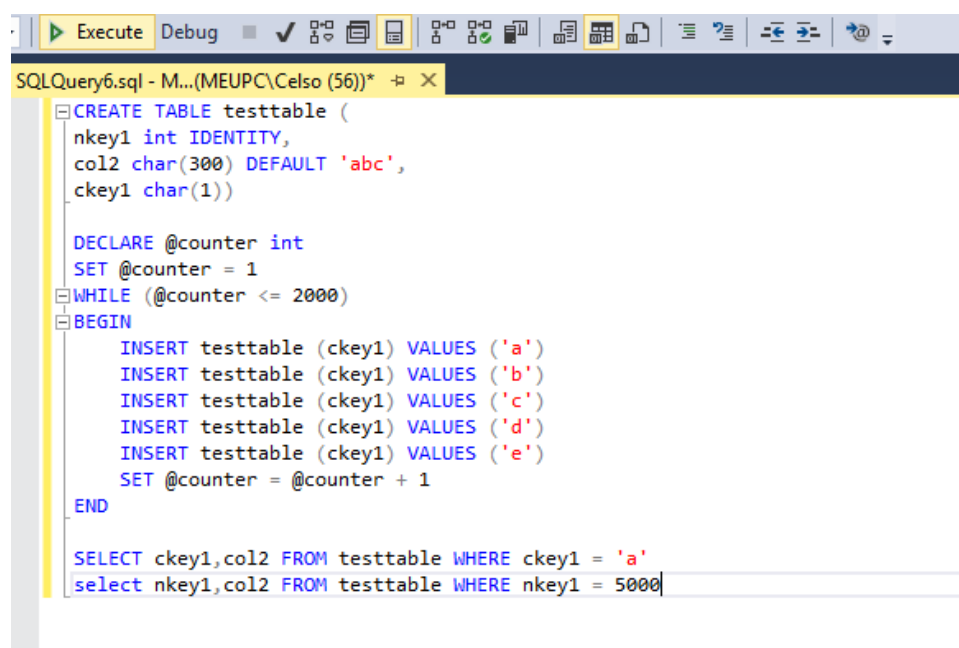 Execute Debug
SQLQuery6.sql - M...(MEUPC\Celso (56))*
CREATE TABLE testtable (
nkey1 int IDENTITY,
col2 char(300) DEFAULT 'abc',
ckey1 char(1))
DECLARE @counter int
SET @counter = 1
WHILE (@counter <= 2000)
BEGIN
INSERT testtable (ckey1) VALUES ('a')
INSERT testtable (ckey1) VALUES ('b')
INSERT testtable (ckey1) VALUES ('c')
INSERT testtable (ckey1) VALUES ('d')
INSERT testtable (ckey1) VALUES ('e')
SET @counter = @counter + 1
END
SELECT ckey1,col2 FROM testtable WHERE ckey1 = 'a'
select nkey1,col2 FROM testtable WHERE nkey1 = 5000